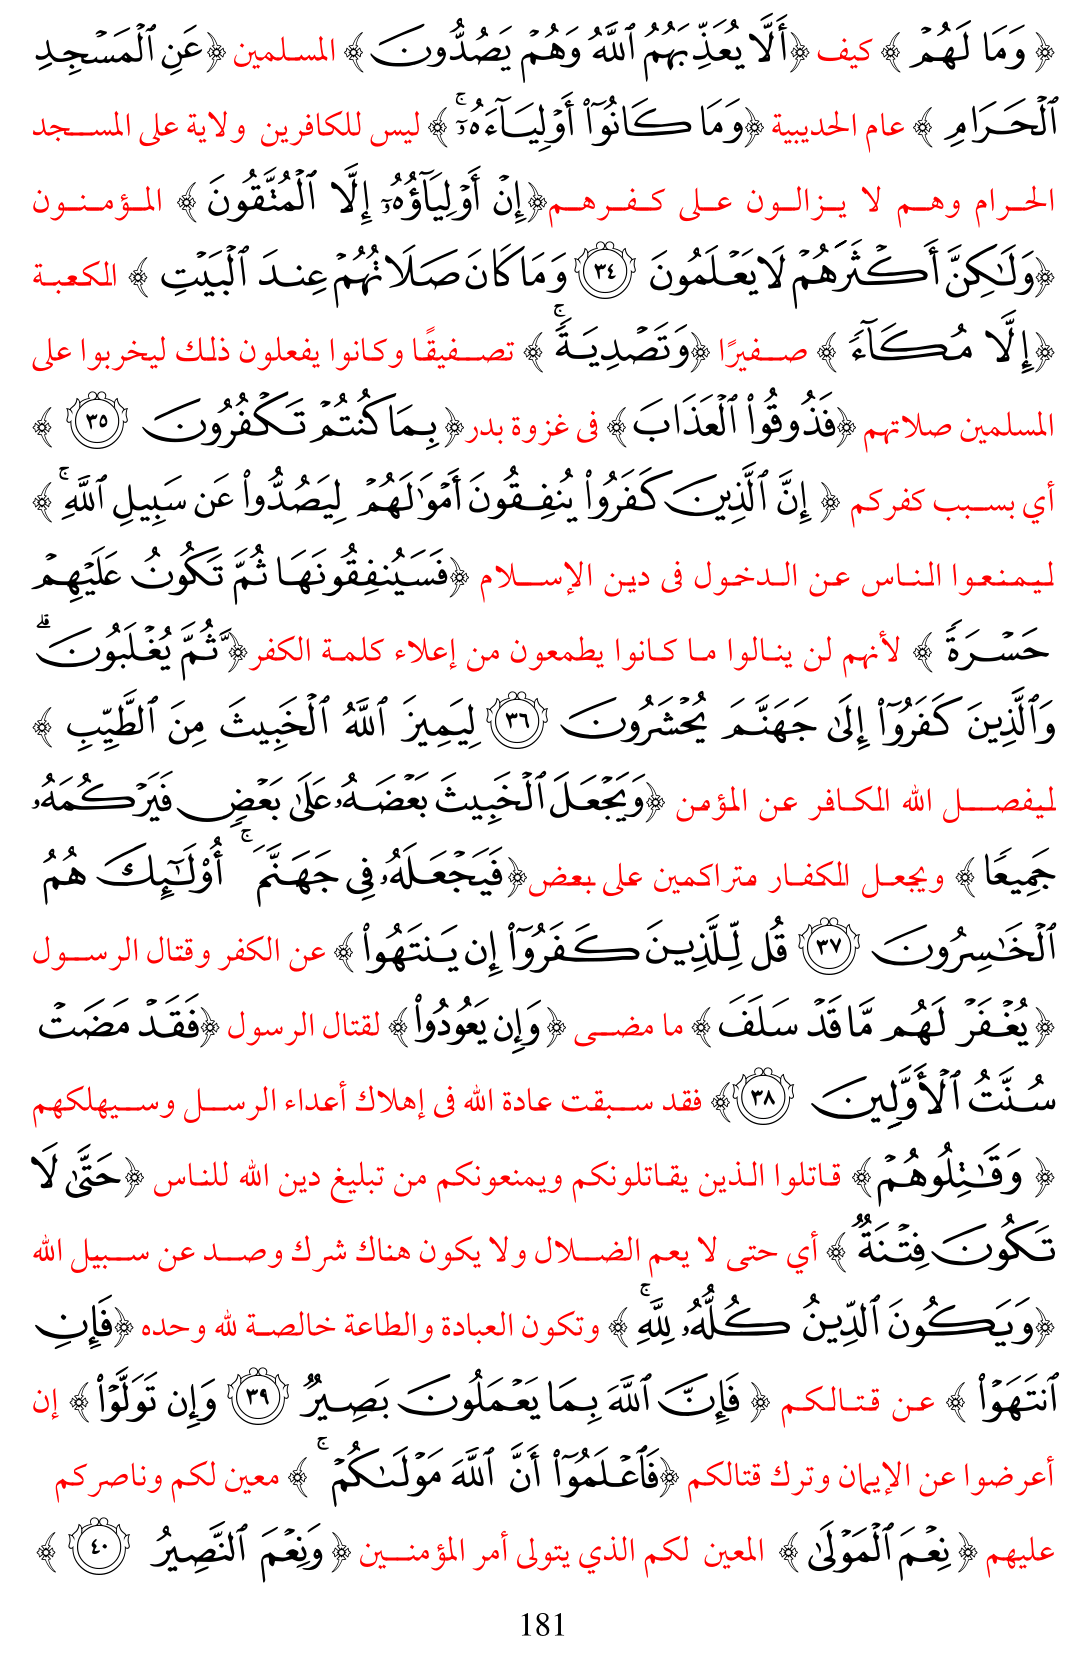 ﴿ وَمَا لَهُمْ ﴾ كيف ﴿أَلَّا يُعَذِّبَهُمُ ٱللَّهُ وَهُمْ يَصُدُّونَ﴾ المسلمين ﴿عَنِ ٱلْمَسْجِدِ
ٱلْحَرَامِ ﴾ عام الحديبية ﴿وَمَا كَانُوٓا۟ أَوْلِيَآءَهُۥٓ ۚ﴾ ليس للكافرين ولاية على المسجد
الحرام وهم لا يزالون على كفرهم﴿إِنْ أَوْلِيَآؤُهُۥٓ إِلَّا ٱلْمُتَّقُونَ ﴾ المؤمنون
﴿وَلَٰكِنَّ أَكْثَرَهُمْ لَا يَعْلَمُونَ ٣٤ وَمَا كَانَ صَلَاتُهُمْ عِندَ ٱلْبَيْتِ ﴾ الكعبة
﴿إِلَّا مُكَآءً ﴾ صفيرًا ﴿وَتَصْدِيَةً ۚ﴾ تصفيقًا وكانوا يفعلون ذلك ليخربوا على
المسلمين صلاتهم ﴿فَذُوقُوا۟ ٱلْعَذَابَ﴾ فى غزوة بدر﴿بِمَا كُنتُمْ تَكْفُرُونَ ٣٥ ﴾
أي بسبب كفركم ﴿ إِنَّ ٱلَّذِينَ كَفَرُوا۟ يُنفِقُونَ أَمْوَٰلَهُمْ لِيَصُدُّوا۟ عَن سَبِيلِ ٱللَّهِ ۚ﴾
ليمنعوا الناس عن الدخول فى دين الإسلام ﴿فَسَيُنفِقُونَهَا ثُمَّ تَكُونُ عَلَيْهِمْ
حَسْرَةً ﴾ لأنهم لن ينالوا ما كانوا يطمعون من إعلاء كلمة الكفر﴿ثُمَّ يُغْلَبُونَ ۗ
وَٱلَّذِينَ كَفَرُوٓا۟ إِلَىٰ جَهَنَّمَ يُحْشَرُونَ ٣٦ لِيَمِيزَ ٱللَّهُ ٱلْخَبِيثَ مِنَ ٱلطَّيِّبِ ﴾
ليفصل الله الكافر عن المؤمن ﴿وَيَجْعَلَ ٱلْخَبِيثَ بَعْضَهُۥ عَلَىٰ بَعْضٍ فَيَرْكُمَهُۥ
جَمِيعًا ﴾ ويجعل الكفار متراكمين على بعض﴿فَيَجْعَلَهُۥ فِى جَهَنَّمَ ۚ أُو۟لَٰٓئِكَ هُمُ
ٱلْخَٰسِرُونَ ٣٧ قُل لِّلَّذِينَ كَفَرُوٓا۟ إِن يَنتَهُوا۟ ﴾ عن الكفر وقتال الرسول
﴿ يُغْفَرْ لَهُم مَّا قَدْ سَلَفَ ﴾ ما مضى ﴿وَإِن يَعُودُوا۟ ﴾ لقتال الرسول ﴿فَقَدْ مَضَتْ
سُنَّتُ ٱلْأَوَّلِينَ ٣٨﴾ فقد سبقت عادة الله فى إهلاك أعداء الرسل وسيهلكهم
﴿ وَقَٰتِلُوهُمْ ﴾ قاتلوا الذين يقاتلونكم ويمنعونكم من تبليغ دين الله للناس ﴿حَتَّىٰ لَا
تَكُونَ فِتْنَةٌ ﴾ أي حتى لا يعم الضلال ولا يكون هناك شرك وصد عن سبيل الله
﴿وَيَكُونَ ٱلدِّينُ كُلُّهُۥ لِلَّهِ ۚ﴾ وتكون العبادة والطاعة خالصة لله وحده ﴿فَإِنِ
ٱنتَهَوْا۟ ﴾ عن قتالكم ﴿ فَإِنَّ ٱللَّهَ بِمَا يَعْمَلُونَ بَصِيرٌ ٣٩ وَإِن تَوَلَّوْا۟ ﴾ إن
أعرضوا عن الإيمان وترك قتالكم ﴿فَٱعْلَمُوٓا۟ أَنَّ ٱللَّهَ مَوْلَىٰكُمْ ۚ ﴾ معين لكم وناصركم
عليهم ﴿ نِعْمَ ٱلْمَوْلَىٰ ﴾ المعين لكم الذي يتولى أمر المؤمنين ﴿وَنِعْمَ ٱلنَّصِيرُ ٤٠ ﴾
181